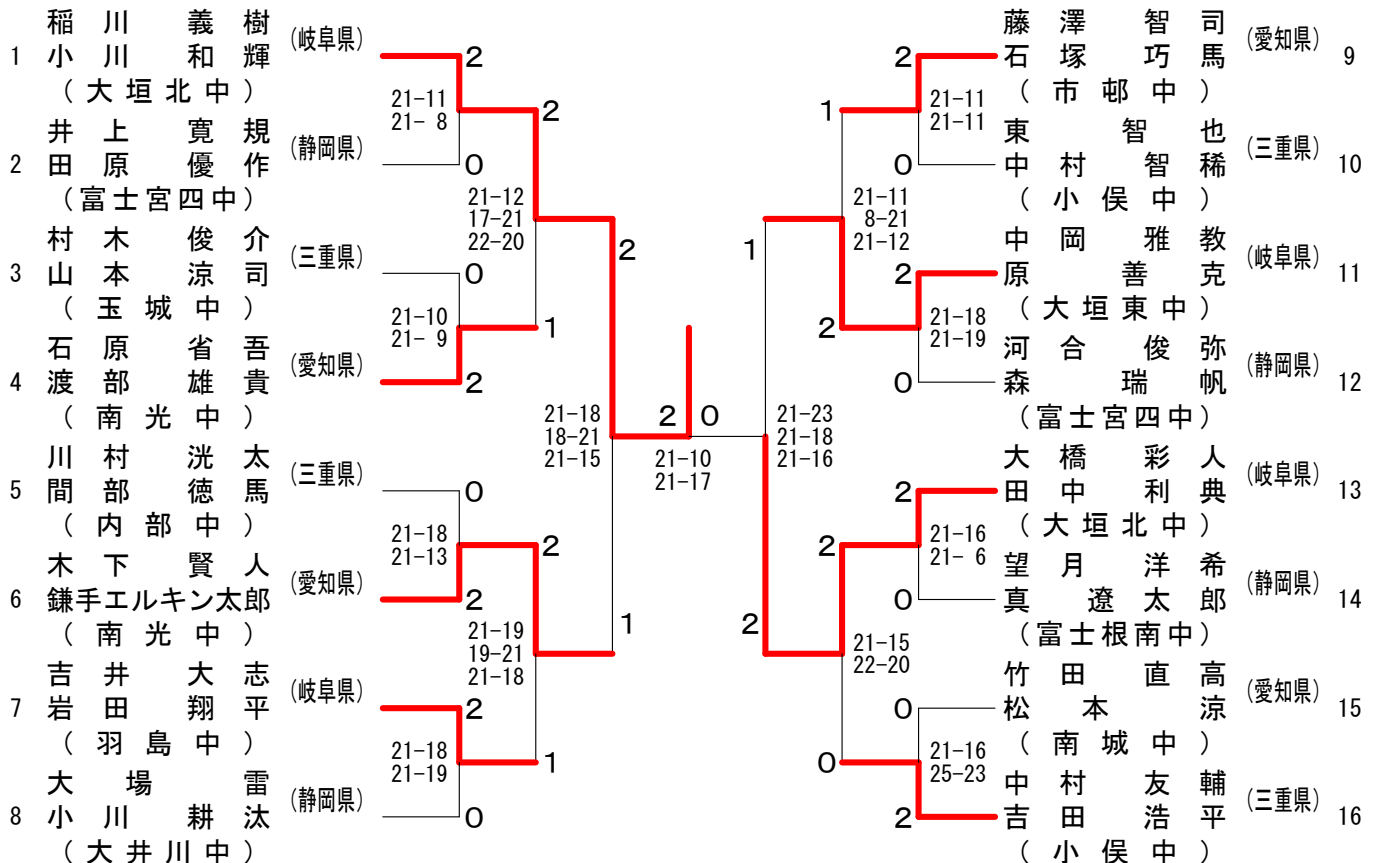 稲川義樹
1 小川和輝 (岐阜県)
(大垣北中)
井上寛規
2 田原優作 (静岡県)
(富士宮四中)
村木俊介
3 山本涼司 (三重県)
(玉城中)
石原省吾
4 渡部雄貴 (愛知県)
(南光中)
川村洸太
5 間部徳馬 (三重県)
(内部中)
木下賢人
6 鎌手エルキン太郎 (愛知県)
(南光中)
吉井大志
7 岩田翔平 (岐阜県)
(羽島中)
大場雷
8 小川耕汰 (静岡県)
(大井川中)
2
21-11
21- 8
0
0
21-10
21- 9
2
0
21-18
21-13
2
2
21-18
21-19
0
2
21-12
17-21
22-20
1
2
21-19
19-21
21-18
1
2
21-18
18-21
21-15
1
2 0
21-10
21-17
1
21-23
21-18
21-16
2
1
21-11
8-21
21-12
2
2
21-15
22-20
0
2
21-11
21-11
0
2
21-18
21-19
0
2
21-16
21- 6
0
0
21-16
25-23
2
藤澤智司
石塚巧馬 (愛知県) 9
(市邨中)
東智也
中村智稀 (三重県) 10
(小俣中)
中岡雅教
原善克 (岐阜県) 11
(大垣東中)
河合俊弥
森瑞帆 (静岡県) 12
(富士宮四中)
大橋彩人
田中利典 (岐阜県) 13
(大垣北中)
望月洋希
真遼太郎 (静岡県) 14
(富士根南中)
竹田直高
松本涼 (愛知県) 15
(南城中)
中村友輔
吉田浩平 (三重県) 16
(小俣中)